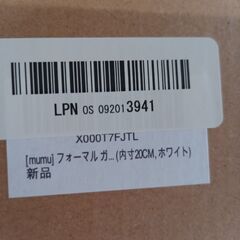 LPN OS 092013941
X000T7FJTL
[mumu] フォーマル ガ... (内寸20CM, ホワイト)
新品